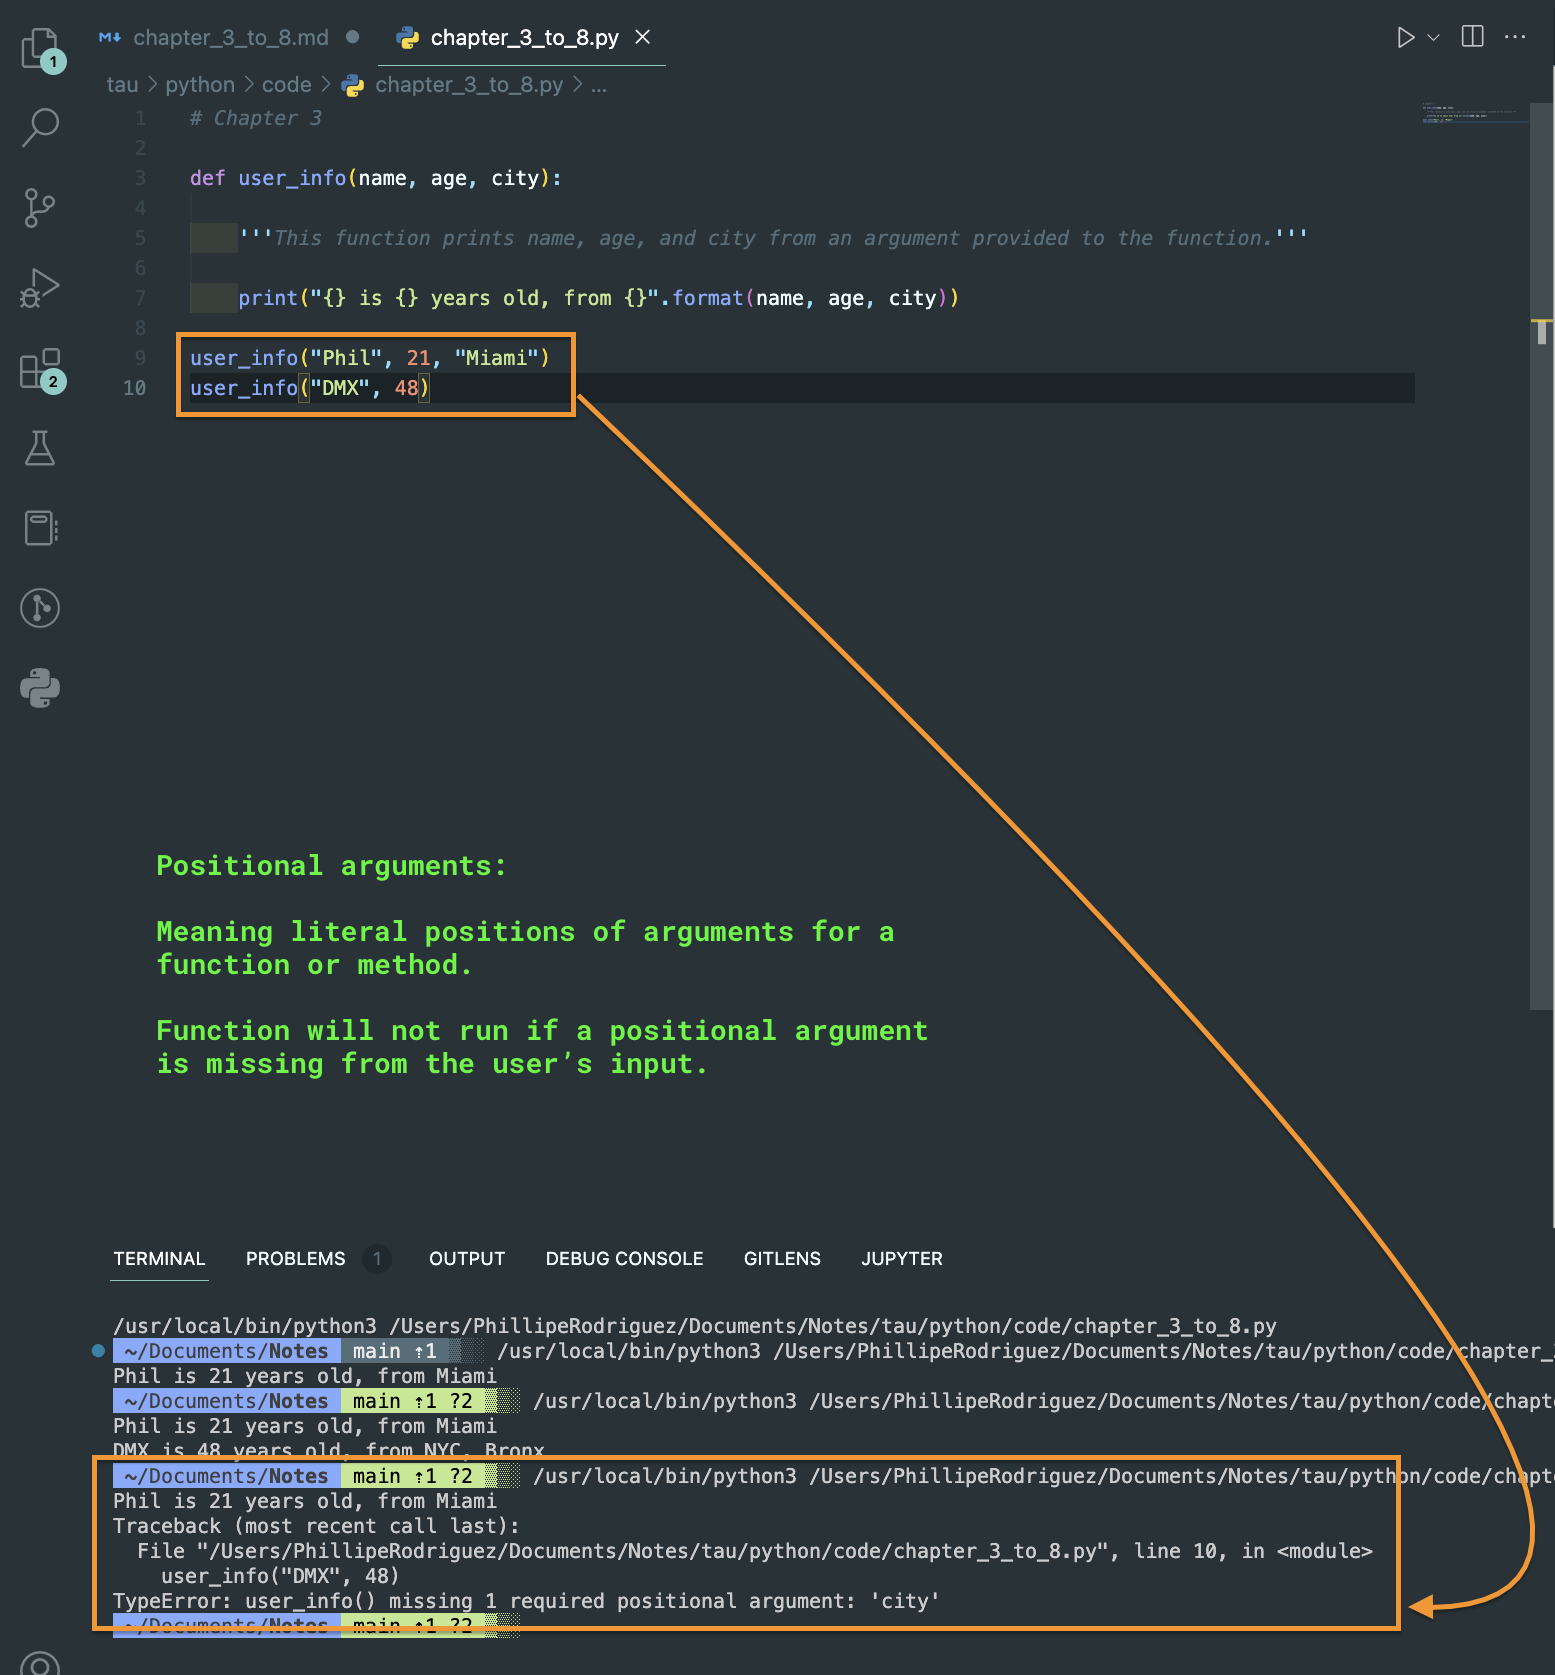 1
chapter_3_to_8.md
chapter_3_to_8.py
tau > python > code > chapter_3_to_8.py > ...
1 # Chapter 3
2
3 def user_info(name, age, city):
4
5 '''This function prints name, age, and city from an argument provided to the function.'''
6
7 print("{} is {} years old, from {}".format(name, age, city))
8
9 user_info("Phil", 21, "Miami")
10 user_info("DMX", 48)
2
Positional arguments:
Meaning literal positions of arguments for a
function or method.
Function will not run if a positional argument
is missing from the user’s input.
TERMINAL PROBLEMS 1 OUTPUT DEBUG CONSOLE GITLENS JUPYTER
/usr/local/bin/python3 /Users/PhillipeRodriguez/Documents/Notes/tau/python/code/chapter_3_to_8.py
~/Documents/Notes main ⇡1 /usr/local/bin/python3 /Users/PhillipeRodriguez/Documents/Notes/tau/python/code/chapter_3
Phil is 21 years old, from Miami
~/Documents/Notes main ⇡1 ?2 /usr/local/bin/python3 /Users/PhillipeRodriguez/Documents/Notes/tau/python/code/chapt
Phil is 21 years old, from Miami
DMX is 48 years old, from NYC, Bronx
~/Documents/Notes main ⇡1 ?2 /usr/local/bin/python3 /Users/PhillipeRodriguez/Documents/Notes/tau/python/code/chapt
Phil is 21 years old, from Miami
Traceback (most recent call last):
File "/Users/PhillipeRodriguez/Documents/Notes/tau/python/code/chapter_3_to_8.py", line 10, in <module>
user_info("DMX", 48)
TypeError: user_info() missing 1 required positional argument: 'city'
~/Documents/Notes main ⇡1 ?2